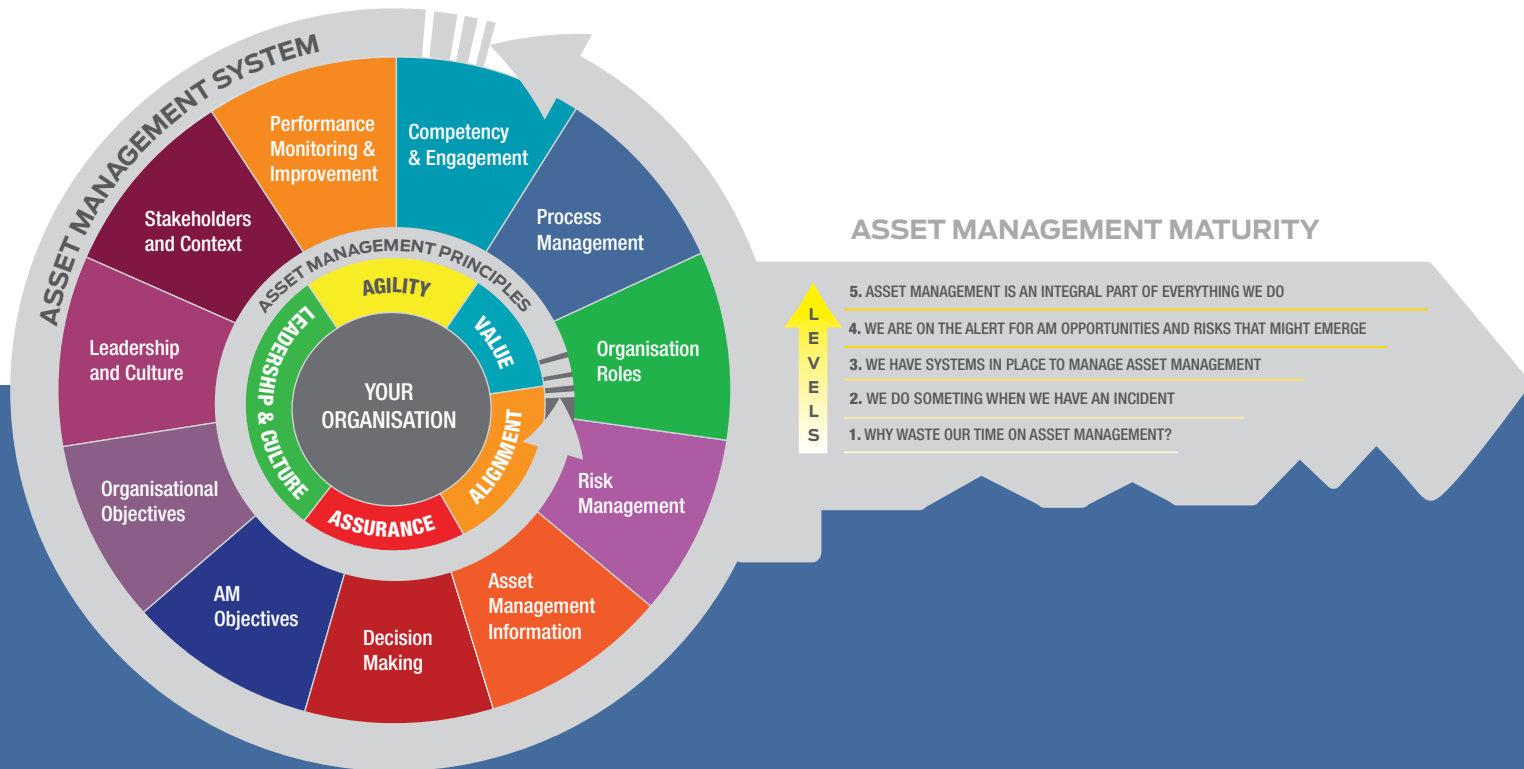 ASSET MANAGEMENT SYSTEM
Performance
Monitoring &
Improvement
Competency
& Engagement
Process
Management
Organisation
Roles
Risk
Management
Asset
Management
Information
Decision
Making
AM
Objectives
Organisational
Objectives
Leadership
and Culture
Stakeholders
and Context
ASSET MANAGEMENT PRINCIPLES
AGILITY
VALUE
ALIGNMENT
ASSURANCE
LEADERSHIP & CULTURE
YOUR
ORGANISATION
ASSET MANAGEMENT MATURITY
LEVELS
5. ASSET MANAGEMENT IS AN INTEGRAL PART OF EVERYTHING WE DO
4. WE ARE ON THE ALERT FOR AM OPPORTUNITIES AND RISKS THAT MIGHT EMERGE
3. WE HAVE SYSTEMS IN PLACE TO MANAGE ASSET MANAGEMENT
2. WE DO SOMETING WHEN WE HAVE AN INCIDENT
1. WHY WASTE OUR TIME ON ASSET MANAGEMENT?